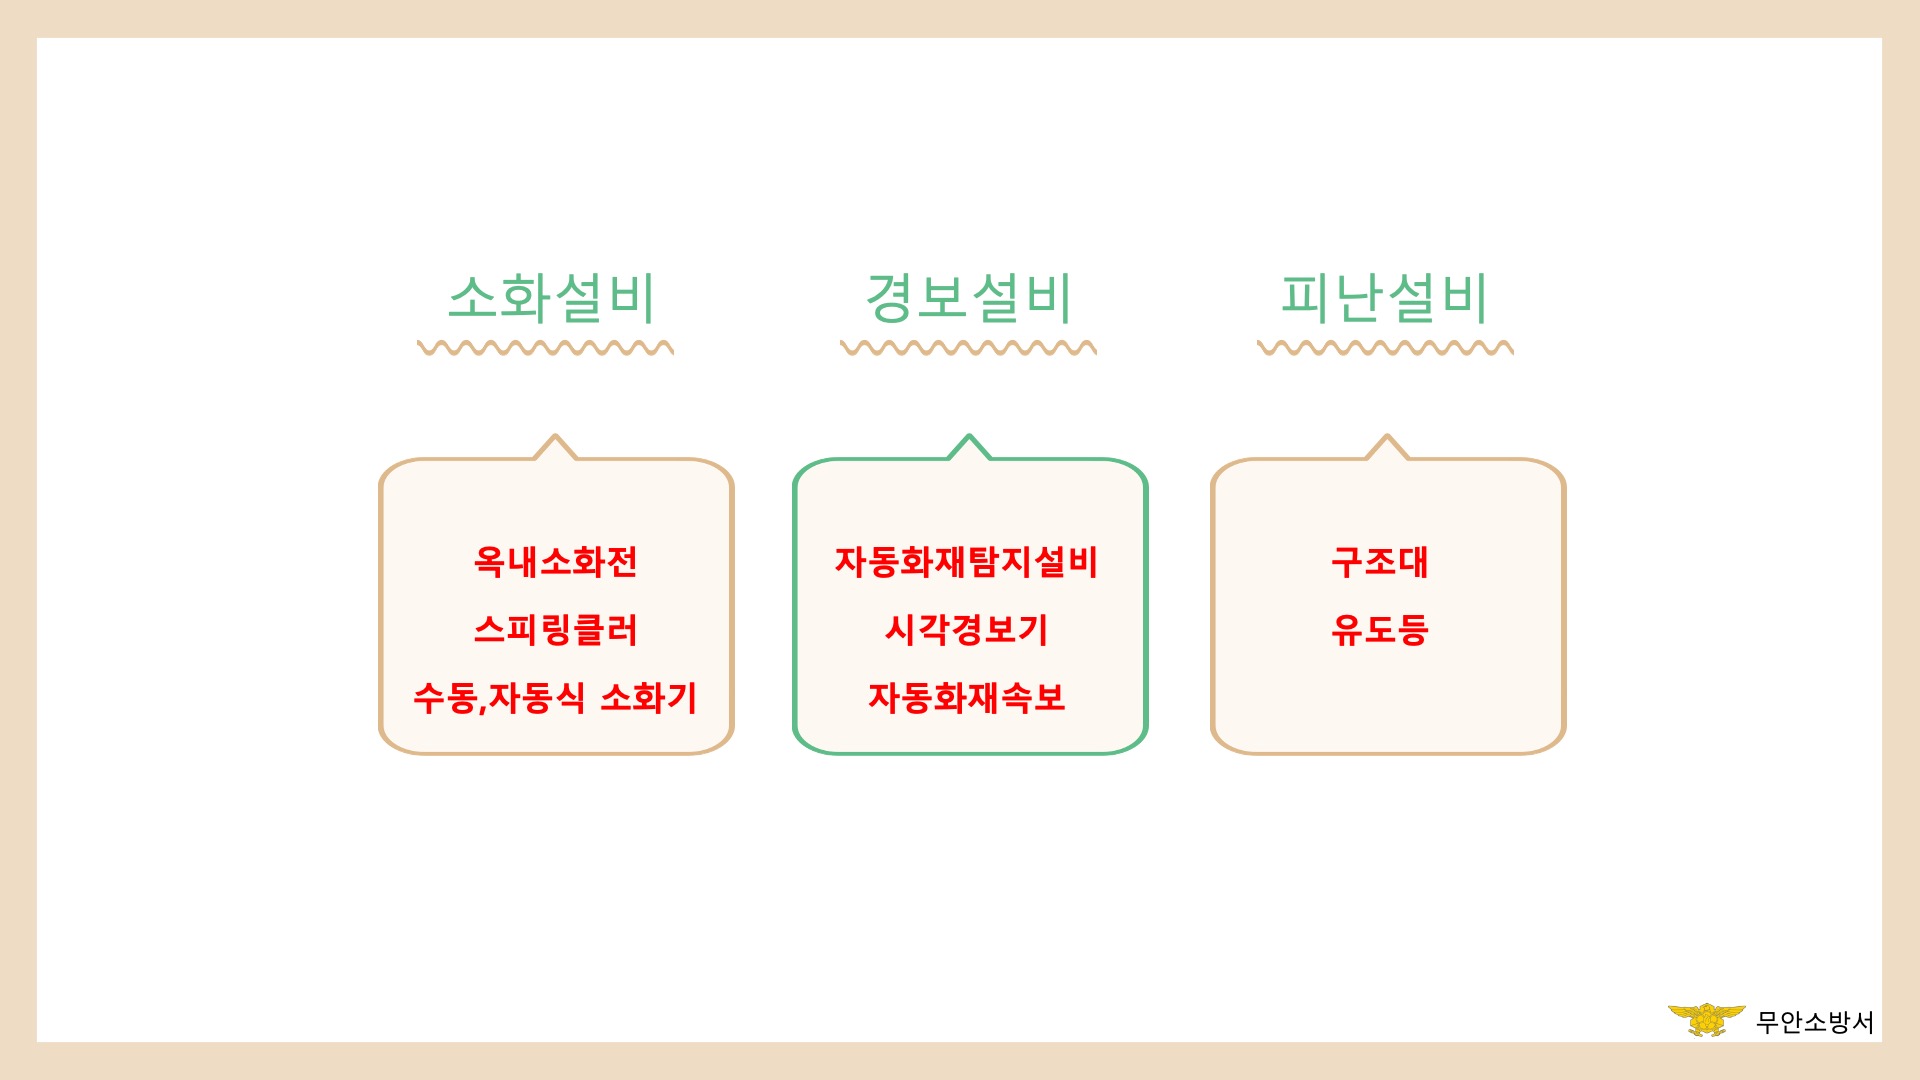 소화설비
경보설비
피난설비
옥내소화전
스피링클러
수동,자동식 소화기
자동화재탐지설비
시각경보기
자동화재속보
구조대
유도등
무안소방서